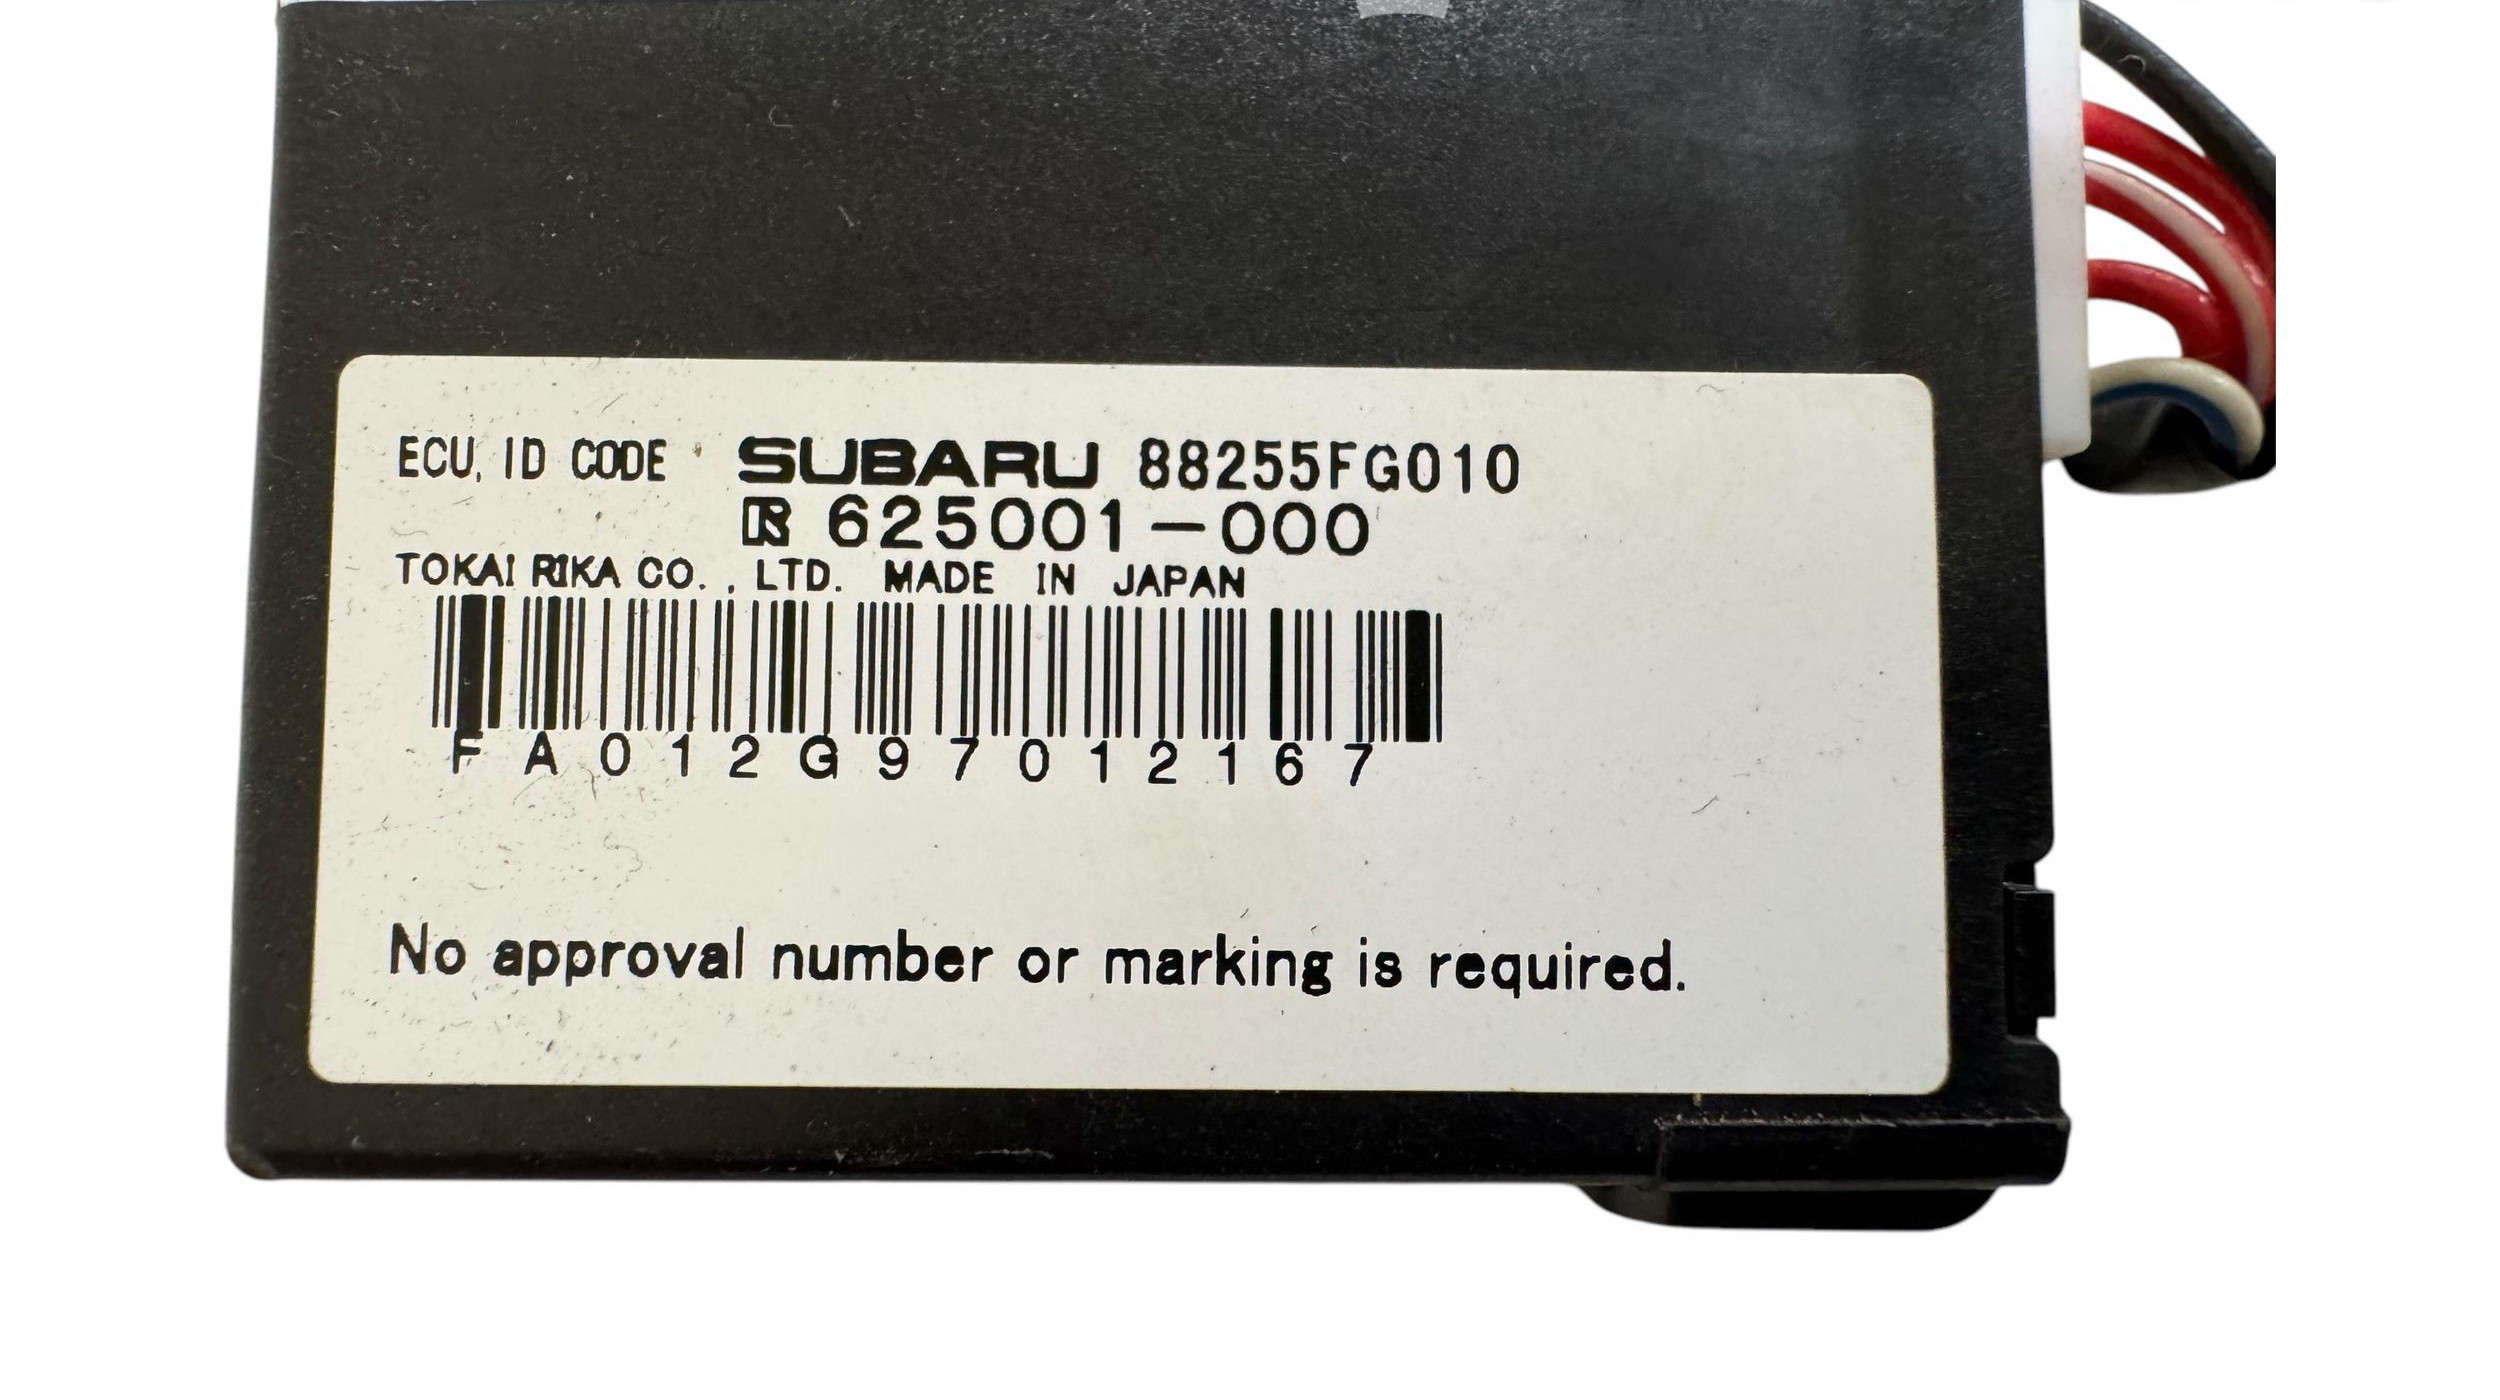 ECU, ID CODE SUBARU 88255FG010
R 625001-000
TOKAI RIKA CO., LTD. MADE IN JAPAN
FA012G97012167
No approval number or marking is required.